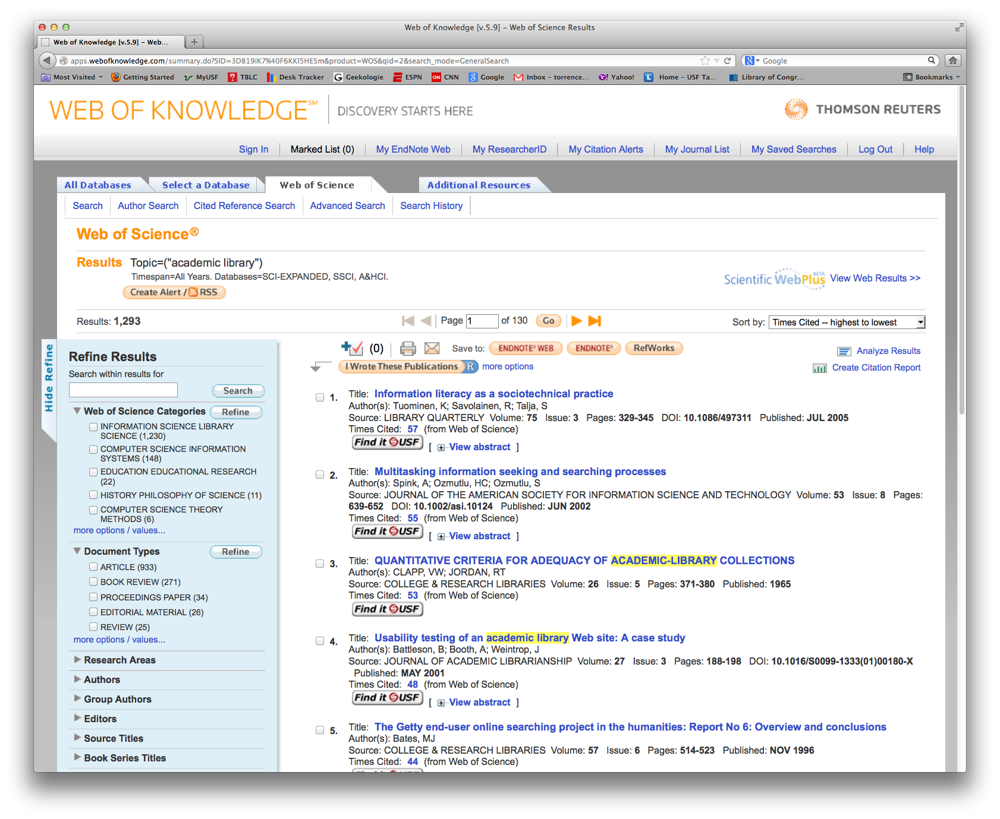 Web of Knowledge [v.5.9] – Web of Science Results
Web of Knowledge [v.5.9] – Web...
apps.webofknowledge.com/summary.do?SID=3D819iK7%40F6KKl5HE5m&product=WOS&qid=2&search_mode=GeneralSearch
Google
Most Visited Getting Started MyUSF TBLC Desk Tracker Geekologie ESPN CNN Google Inbox – torrence... Yahoo! Home – USF Ta... Library of Congr... Bookmarks
WEB OF KNOWLEDGE℠ DISCOVERY STARTS HERE
THOMSON REUTERS
Sign In Marked List (0) My EndNote Web My ResearcherID My Citation Alerts My Journal List My Saved Searches Log Out Help
All Databases Select a Database Web of Science Additional Resources
Search Author Search Cited Reference Search Advanced Search Search History
Web of Science®
Results Topic=("academic library")
Timespan=All Years. Databases=SCI-EXPANDED, SSCI, A&HCI.
Create Alert / RSS
Scientific WebPlus BETA View Web Results >>
Results: 1,293
Page 1 of 130 Go
Sort by: Times Cited -- highest to lowest
Hide Refine
Refine Results
Search within results for
Search
Web of Science Categories Refine
INFORMATION SCIENCE LIBRARY
SCIENCE (1,230)
COMPUTER SCIENCE INFORMATION
SYSTEMS (148)
EDUCATION EDUCATIONAL RESEARCH
(22)
HISTORY PHILOSOPHY OF SCIENCE (11)
COMPUTER SCIENCE THEORY
METHODS (6)
more options / values...
Document Types Refine
ARTICLE (933)
BOOK REVIEW (271)
PROCEEDINGS PAPER (34)
EDITORIAL MATERIAL (26)
REVIEW (25)
more options / values...
Research Areas
Authors
Group Authors
Editors
Source Titles
Book Series Titles
(0) Save to: ENDNOTE® WEB ENDNOTE® RefWorks
I Wrote These Publications R more options
Analyze Results
Create Citation Report
1. Title: Information literacy as a sociotechnical practice
Author(s): Tuominen, K; Savolainen, R; Talja, S
Source: LIBRARY QUARTERLY Volume: 75 Issue: 3 Pages: 329-345 DOI: 10.1086/497311 Published: JUL 2005
Times Cited: 57 (from Web of Science)
Find it USF [ View abstract ]
2. Title: Multitasking information seeking and searching processes
Author(s): Spink, A; Ozmutlu, HC; Ozmutlu, S
Source: JOURNAL OF THE AMERICAN SOCIETY FOR INFORMATION SCIENCE AND TECHNOLOGY Volume: 53 Issue: 8 Pages:
639-652 DOI: 10.1002/asi.10124 Published: JUN 2002
Times Cited: 55 (from Web of Science)
Find it USF [ View abstract ]
3. Title: QUANTITATIVE CRITERIA FOR ADEQUACY OF ACADEMIC-LIBRARY COLLECTIONS
Author(s): CLAPP, VW; JORDAN, RT
Source: COLLEGE & RESEARCH LIBRARIES Volume: 26 Issue: 5 Pages: 371-380 Published: 1965
Times Cited: 53 (from Web of Science)
Find it USF
4. Title: Usability testing of an academic library Web site: A case study
Author(s): Battleson, B; Booth, A; Weintrop, J
Source: JOURNAL OF ACADEMIC LIBRARIANSHIP Volume: 27 Issue: 3 Pages: 188-198 DOI: 10.1016/S0099-1333(01)00180-X
Published: MAY 2001
Times Cited: 48 (from Web of Science)
Find it USF [ View abstract ]
5. Title: The Getty end-user online searching project in the humanities: Report No 6: Overview and conclusions
Author(s): Bates, MJ
Source: COLLEGE & RESEARCH LIBRARIES Volume: 57 Issue: 6 Pages: 514-523 Published: NOV 1996
Times Cited: 44 (from Web of Science)